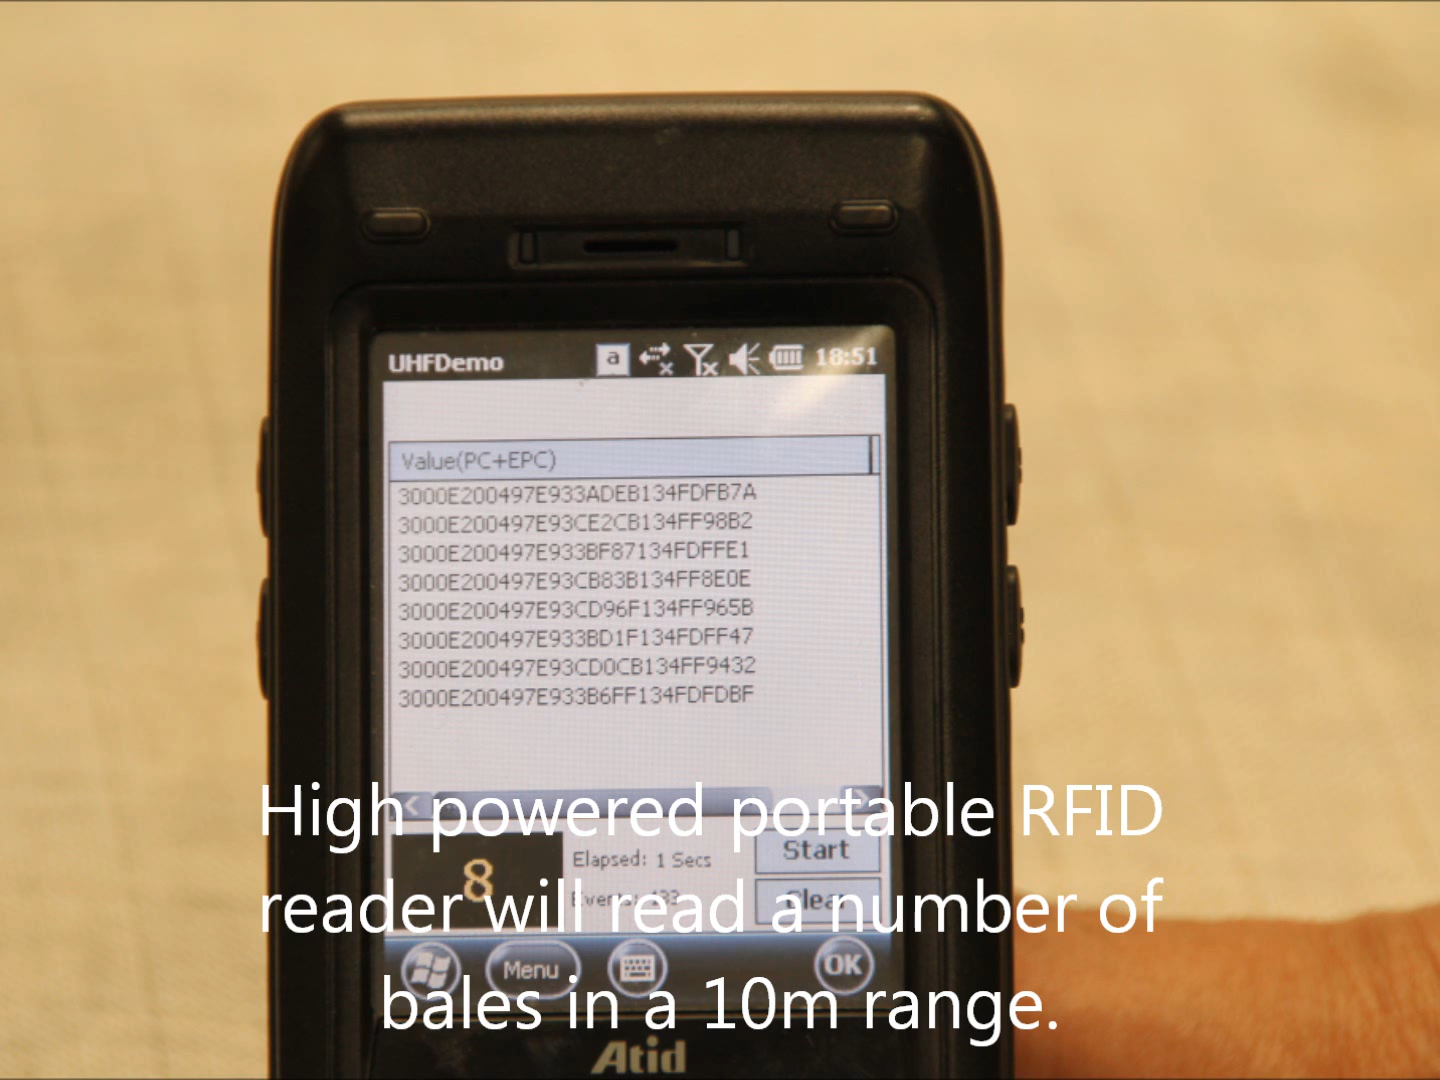 UHFDemo a 18:51
Value(PC+EPC)
3000E200497E933ADEB134FDFB7A
3000E200497E93CE2CB134FF98B2
3000E200497E933BF87134FDFFE1
3000E200497E93CB83B134FF8E0E
3000E200497E93CD96F134FF965B
3000E200497E933BD1F134FDFF47
3000E200497E93CD0CB134FF9432
3000E200497E933B6FF134FDFDBF
8
Elapsed: 1 Secs
Start
Clear
Menu
OK
High powered portable RFID
reader will read a number of
bales in a 10m range.
Atid